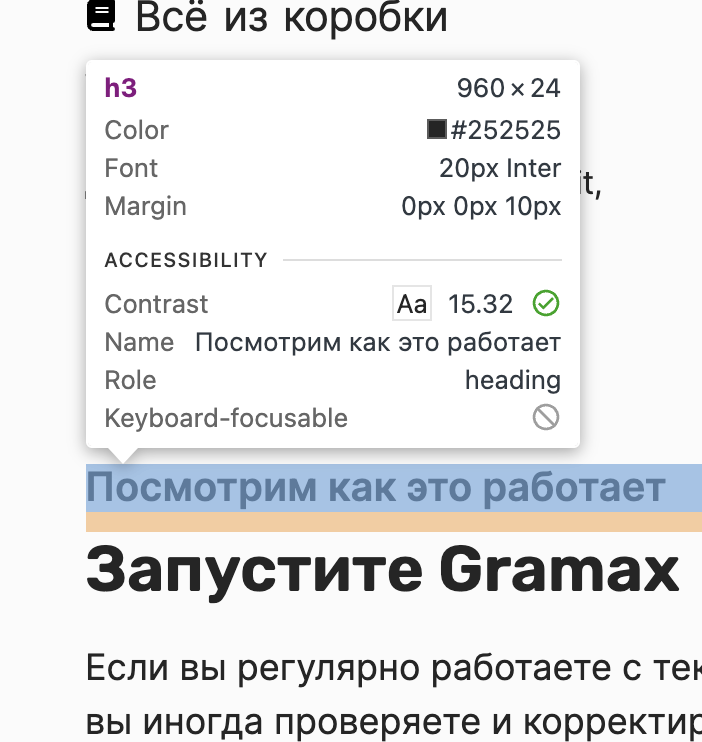 Всё из коробки
h3 960 × 24
Color #252525
Font 20px Inter
Margin 0px 0px 10px
it,
ACCESSIBILITY
Contrast Aa 15.32
Name Посмотрим как это работает
Role heading
Keyboard-focusable
Посмотрим как это работает
Запустите Gramax
Если вы регулярно работаете с тек
вы иногда проверяете и корректир